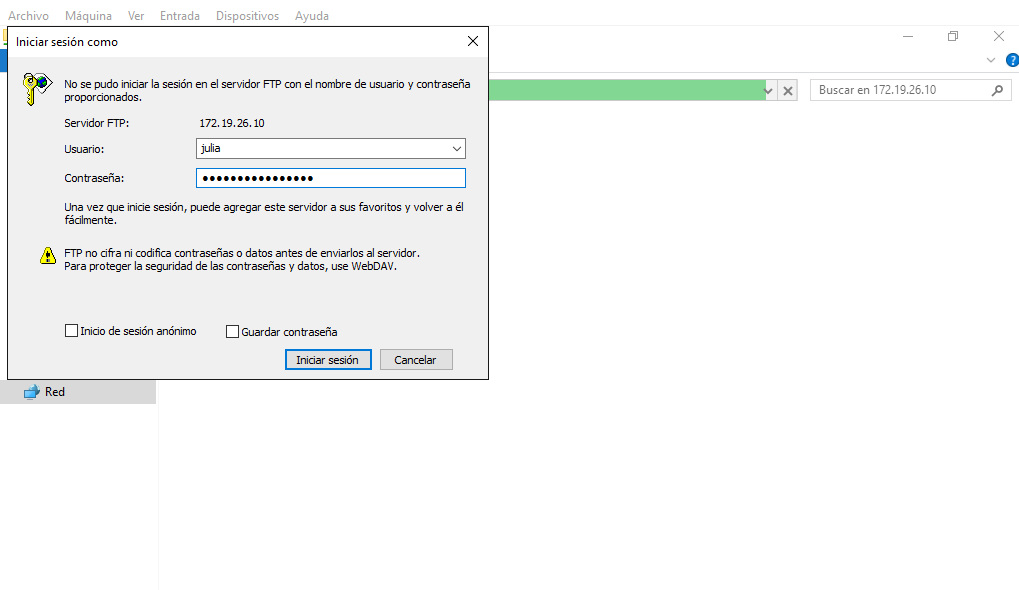 Archivo Máquina Ver Entrada Dispositivos Ayuda
Iniciar sesión como
No se pudo iniciar la sesión en el servidor FTP con el nombre de usuario y contraseña
proporcionados.
Servidor FTP: 172.19.26.10
Usuario: julia
Contraseña: ●●●●●●●●●●●●●●●●
Una vez que inicie sesión, puede agregar este servidor a sus favoritos y volver a él
fácilmente.
FTP no cifra ni codifica contraseñas o datos antes de enviarlos al servidor.
Para proteger la seguridad de las contraseñas y datos, use WebDAV.
Inicio de sesión anónimo Guardar contraseña
Iniciar sesión Cancelar
Buscar en 172.19.26.10
Red